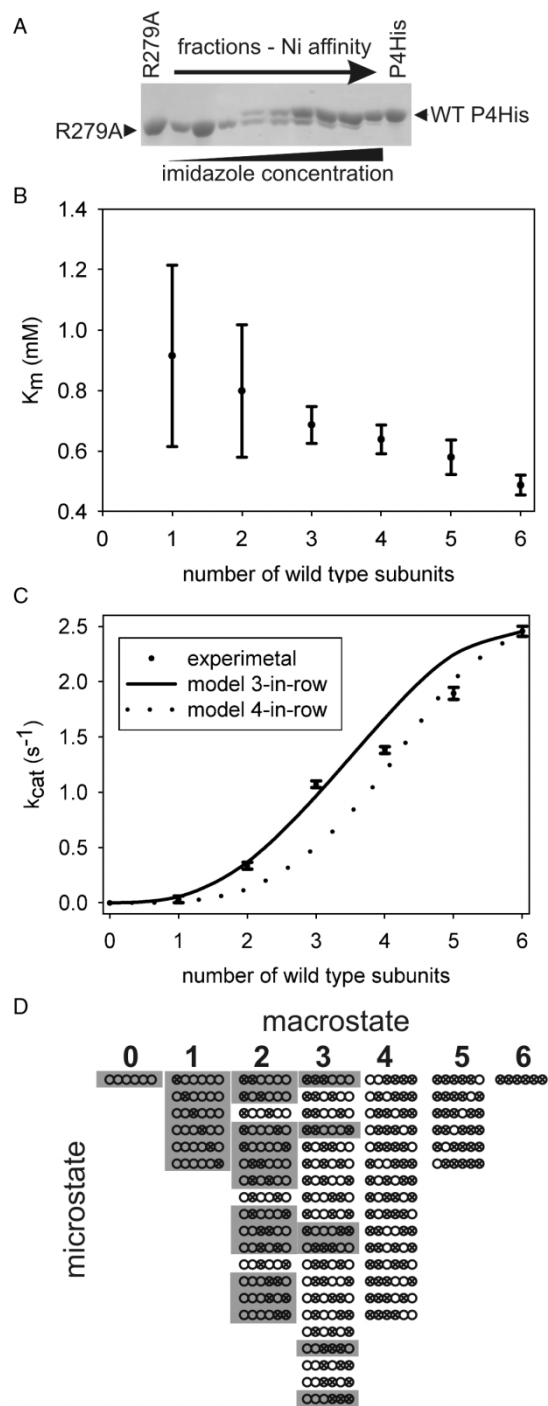 A
R279A
fractions - Ni affinity
P4His
R279A
WT P4His
imidazole concentration
B
1.4
1.2
1.0
0.8
0.6
0.4
Km (mM)
0 1 2 3 4 5 6
number of wild type subunits
C
2.5
2.0
1.5
1.0
0.5
0.0
kcat (s-1)
experimetal
model 3-in-row
model 4-in-row
0 1 2 3 4 5 6
number of wild type subunits
D
macrostate
0 1 2 3 4 5 6
microstate